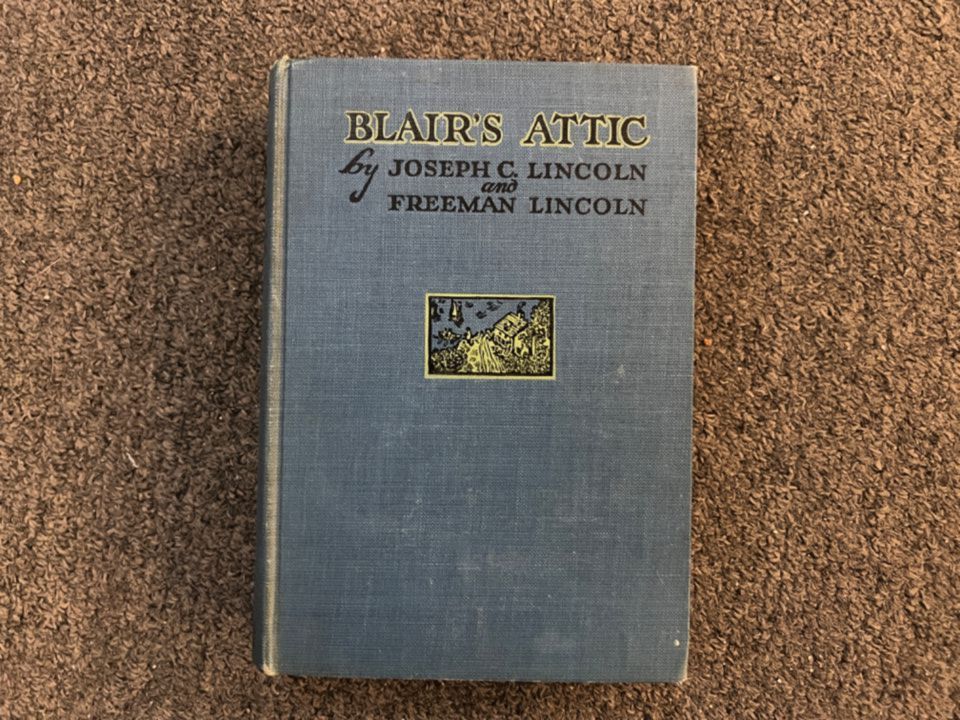 BLAIR'S ATTIC
by JOSEPH C. LINCOLN
and
FREEMAN LINCOLN